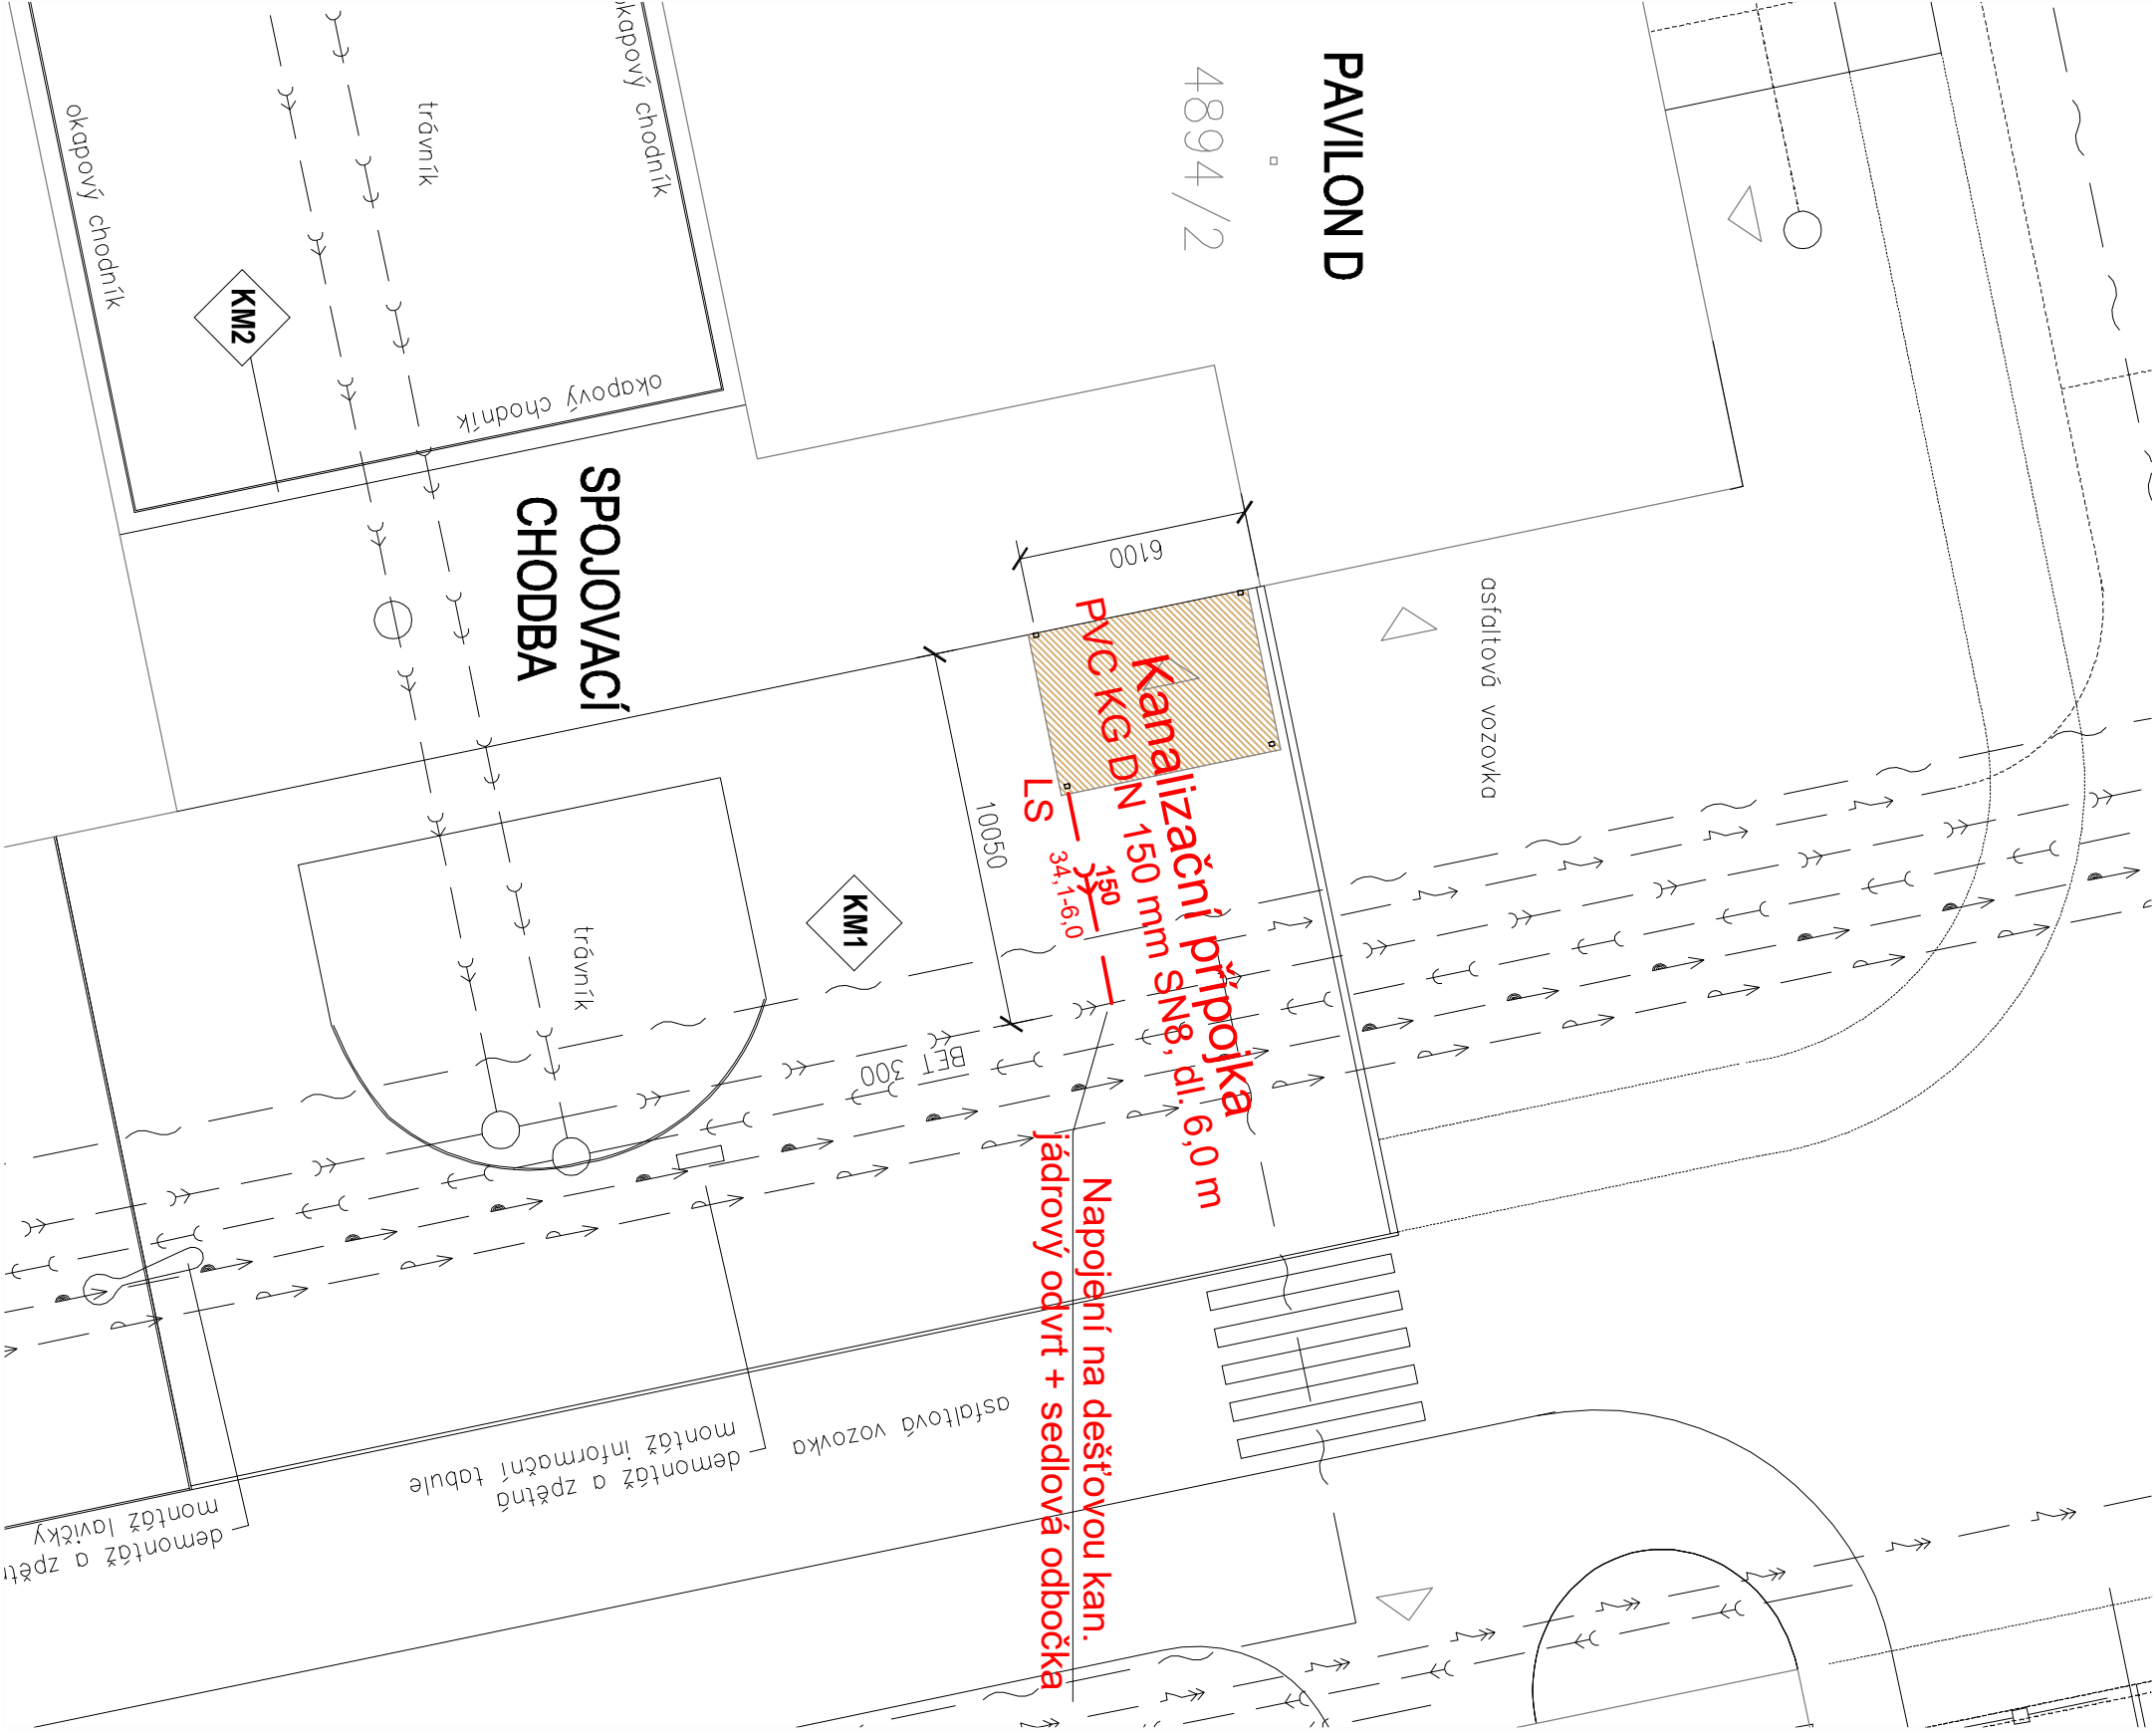 PAVILON D
4894/2
okapový chodník
trávník
okapový chodník
KM2
okapový chodník
SPOJOVACÍ
CHODBA
6100
asfaltová vozovka
Kanalizační přípojka
PVC KG DN 150 mm SN8, dl. 6,0 m
LS
150
34,1-6,0
10050
KM1
trávník
BET 300
Napojení na dešťovou kan.
jádrový odvrt + sedlová odbočka
asfaltová vozovka
demontáž a zpětná
montáž informační tabule
demontáž a zpětn
montáž lavičky